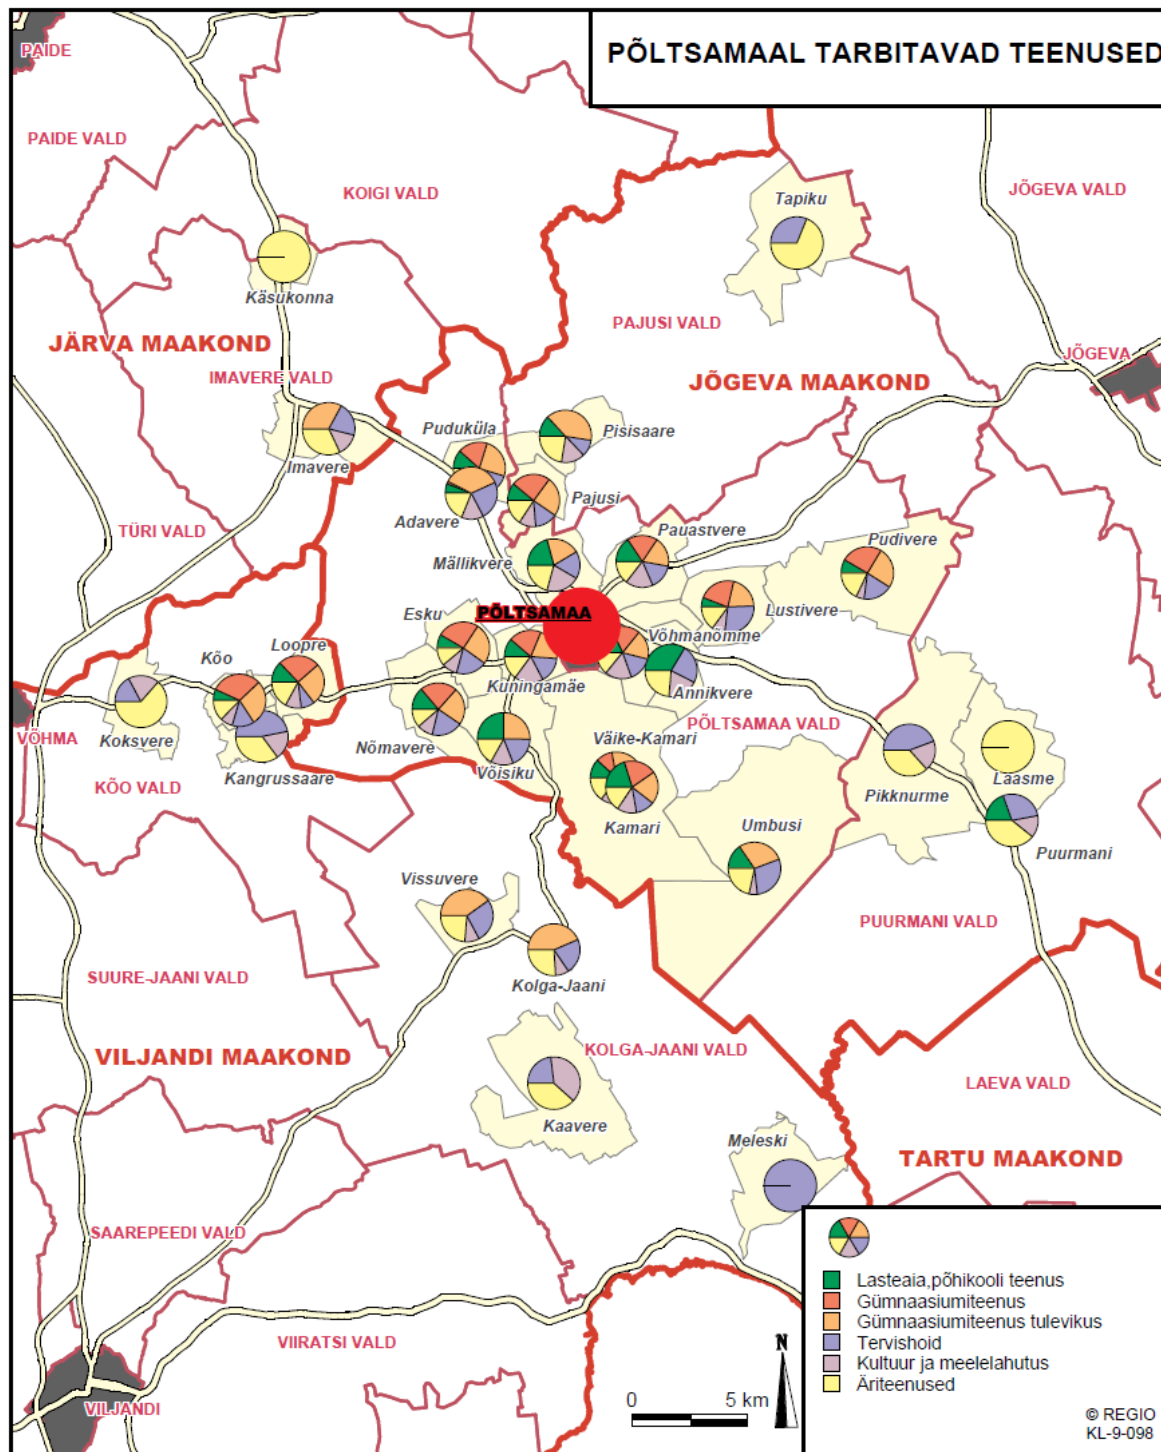 PÕLTSAMAAL TARBITAVAD TEENUSED
PAIDE
PAIDE VALD
KOIGI VALD
JÕGEVA VALD
Tapiku
Käsukonna
PAJUSI VALD
JÄRVA MAAKOND
JÕGEVA
IMAVERE VALD
JÕGEVA MAAKOND
Puduküla
Pisisaare
Imavere
Pajusi
Adavere
TÜRI VALD
Pauastvere
Pudivere
Mällikvere
Esku
PÕLTSAMAA
Lustivere
Võhmanõmme
Loopre
Kõo
Kuningamäe
Annikvere
PÕLTSAMAA VALD
VÕHMA
Koksvere
Nõmavere
Väike-Kamari
Võisiku
Kangrussaare
Laasme
KÕO VALD
Pikknurme
Kamari
Umbusi
Puurmani
Vissuvere
PUURMANI VALD
SUURE-JAANI VALD
Kolga-Jaani
VILJANDI MAAKOND
KOLGA-JAANI VALD
LAEVA VALD
Kaavere
Meleski
TARTU MAAKOND
SAAREPEEDI VALD
VIIRATSI VALD
VILJANDI
Lasteaia,põhikooli teenus
Gümnaasiumiteenus
Gümnaasiumiteenus tulevikus
Tervishoid
Kultuur ja meelelahutus
Äriteenused
N
0 5 km
© REGIO
KL-9-098